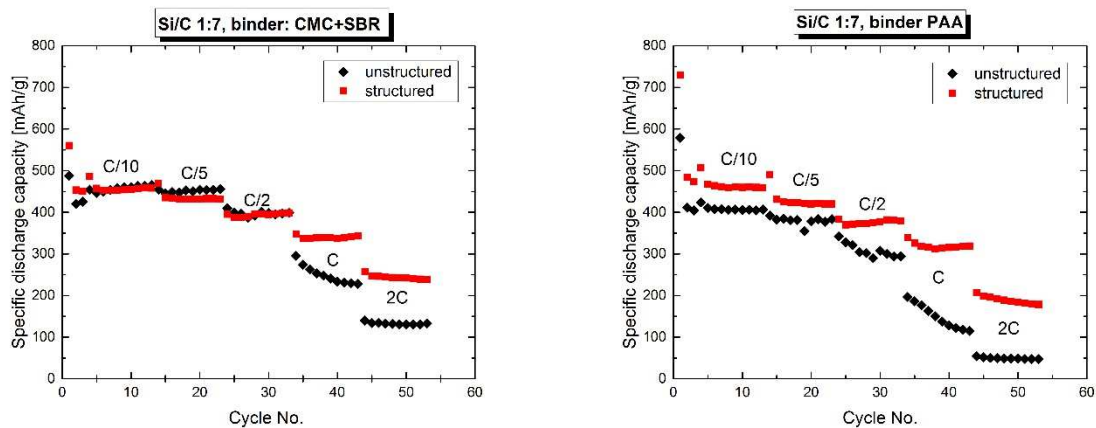 Si/C 1:7, binder: CMC+SBR
800
700
600
500
400
300
200
100
0
Specific discharge capacity [mAh/g]
unstructured
structured
C/10
C/5
C/2
C
2C
0 10 20 30 40 50 60
Cycle No.
Si/C 1:7, binder PAA
800
700
600
500
400
300
200
100
0
Specific discharge capacity [mAh/g]
unstructured
structured
C/10
C/5
C/2
C
2C
0 10 20 30 40 50 60
Cycle No.